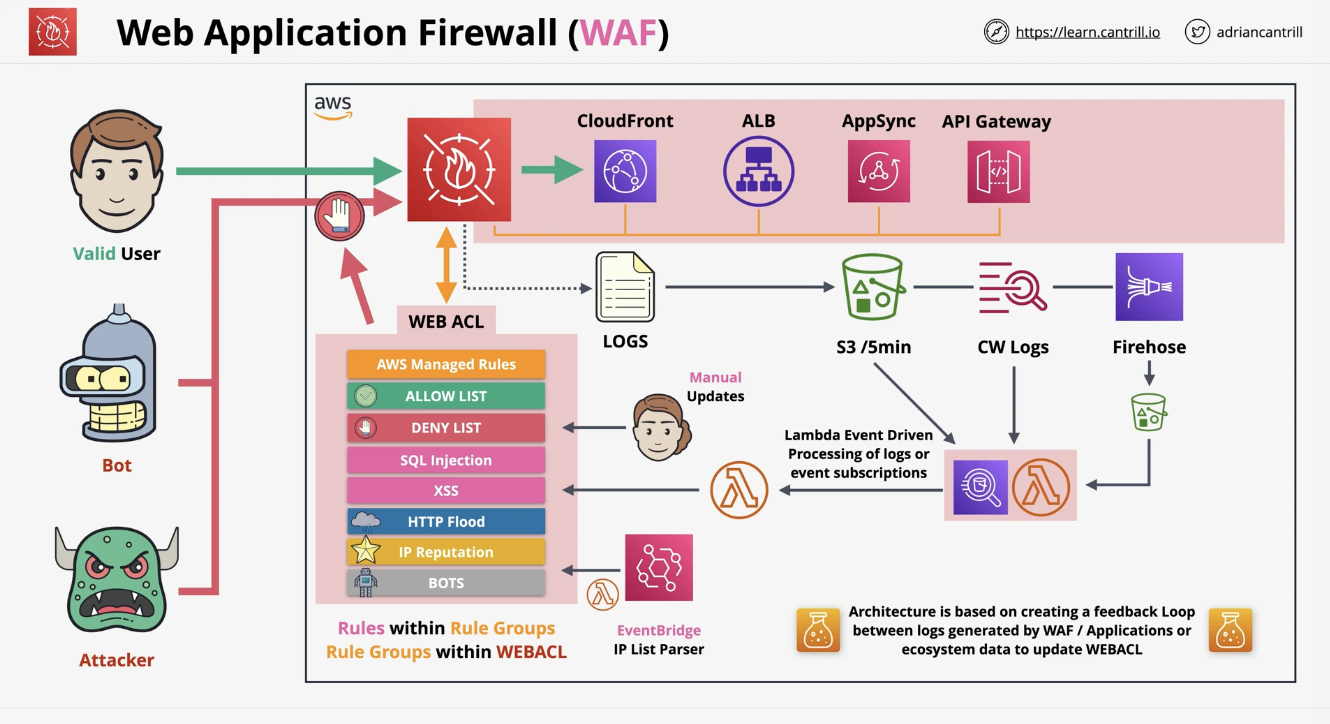 Web Application Firewall (WAF)
https://learn.cantrill.io
adriancantrill
aws
CloudFront
ALB
AppSync
API Gateway
Valid User
WEB ACL
LOGS
S3 /5min
CW Logs
Firehose
AWS Managed Rules
ALLOW LIST
DENY LIST
SQL Injection
XSS
HTTP Flood
IP Reputation
BOTS
Manual
Updates
Lambda Event Driven
Processing of logs or
event subscriptions
Bot
Attacker
Rules within Rule Groups
Rule Groups within WEBACL
EventBridge
IP List Parser
Architecture is based on creating a feedback Loop
between logs generated by WAF / Applications or
ecosystem data to update WEBACL